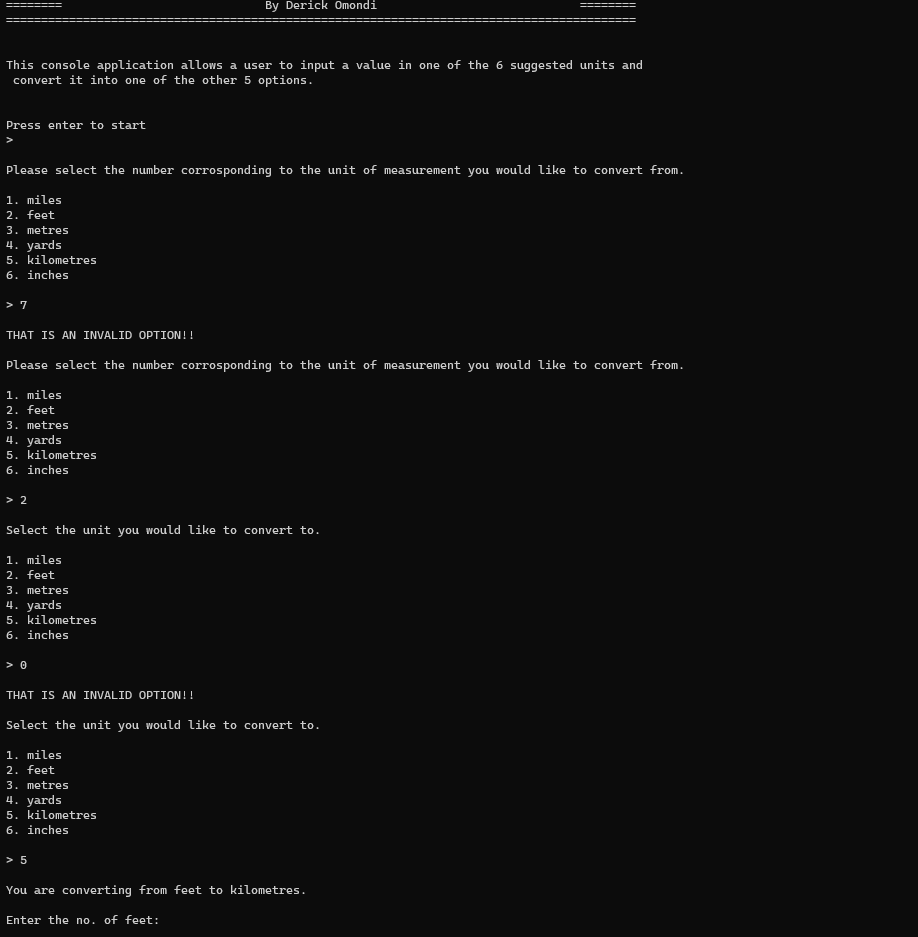 ======== By Derick Omondi ========
==========================================================================================
This console application allows a user to input a value in one of the 6 suggested units and
convert it into one of the other 5 options.
Press enter to start
>
Please select the number corrosponding to the unit of measurement you would like to convert from.
1. miles
2. feet
3. metres
4. yards
5. kilometres
6. inches
> 7
THAT IS AN INVALID OPTION!!
Please select the number corrosponding to the unit of measurement you would like to convert from.
1. miles
2. feet
3. metres
4. yards
5. kilometres
6. inches
> 2
Select the unit you would like to convert to.
1. miles
2. feet
3. metres
4. yards
5. kilometres
6. inches
> 0
THAT IS AN INVALID OPTION!!
Select the unit you would like to convert to.
1. miles
2. feet
3. metres
4. yards
5. kilometres
6. inches
> 5
You are converting from feet to kilometres.
Enter the no. of feet: